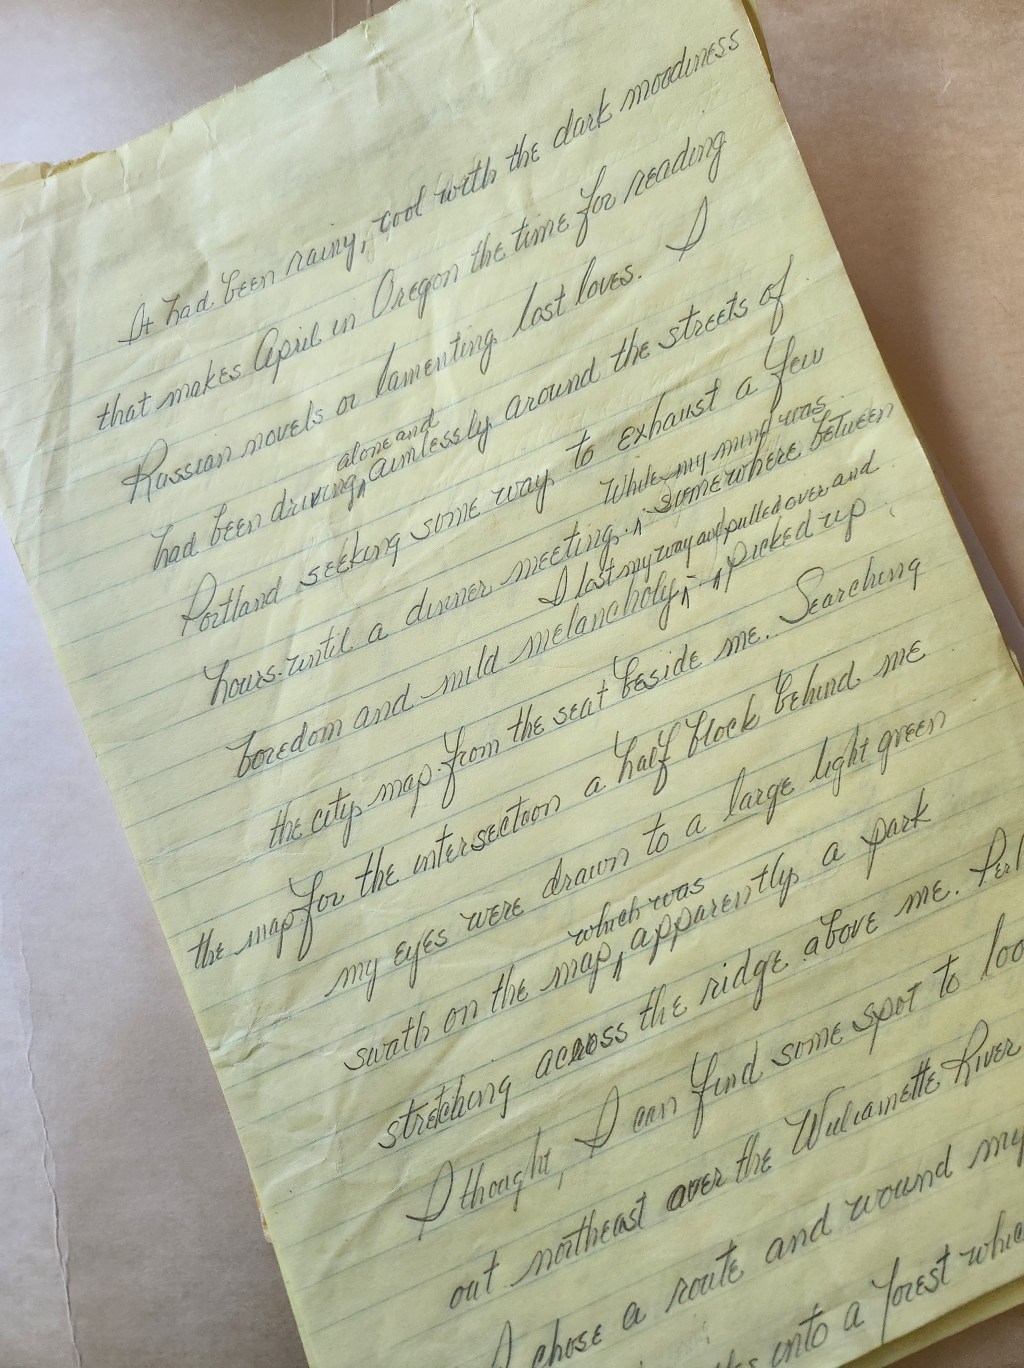 It had been rainy, cool with the dark moodiness
that makes April in Oregon the time for reading
Russian novels or lamenting lost loves. I
alone and
had been driving aimlessly around the streets of
Portland seeking some way to exhaust a few
While my mind was
hours until a dinner meeting. somewhere between
I lost my way and pulled over and
boredom and mild melancholy, picked up
the city map from the seat beside me. Searching
the map for the intersection a half block behind me
my eyes were drawn to a large light green
which was
swath on the map, apparently a park
stretching across the ridge above me. Per
I thought, I can find some spot to loo
out northeast over the Willamette River
I chose a route and wound my
into a forest whic